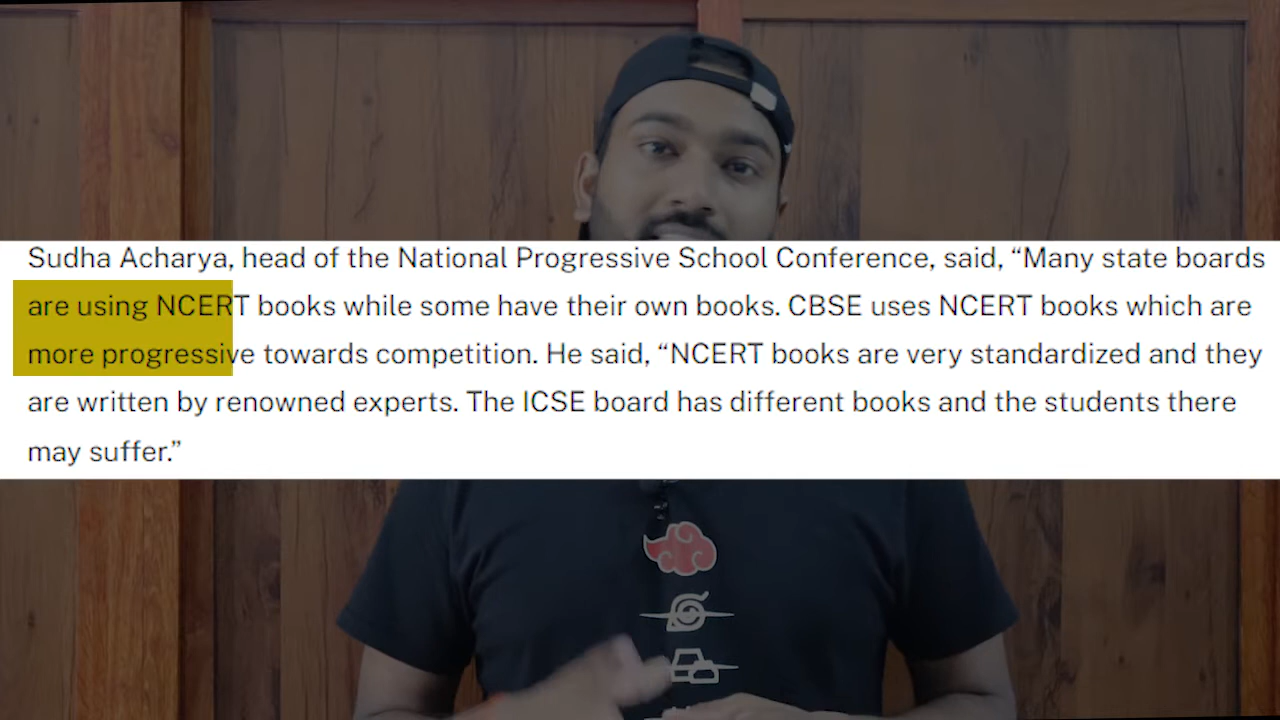 Sudha Acharya, head of the National Progressive School Conference, said, “Many state boards
are using NCERT books while some have their own books. CBSE uses NCERT books which are
more progressive towards competition. He said, “NCERT books are very standardized and they
are written by renowned experts. The ICSE board has different books and the students there
may suffer.”